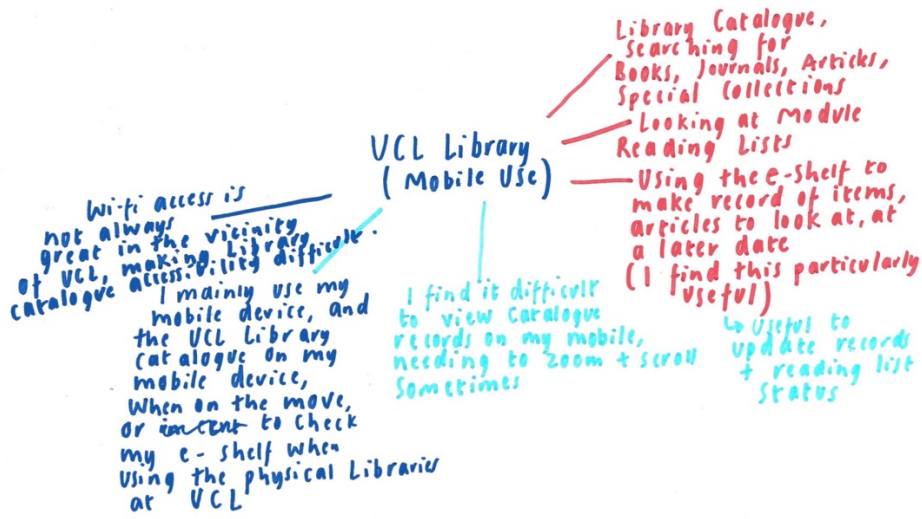 UCL Library
(Mobile Use)
Library Catalogue,
searching for
Books, Journals, Articles,
Special Collections
Looking at Module
Reading Lists
Using the e-shelf to
make record of items,
articles to look at, at
a later date
(I find this particularly
useful)
↳ Useful to
update records
+ reading list
status
I find it difficult
to view catalogue
records on my mobile,
needing to zoom + scroll
sometimes
Wi-fi access is
not always
great in the vicinity
of UCL, making Library
catalogue accessibility difficult.
I mainly use my
mobile device, and
the UCL Library
catalogue on my
mobile device,
when on the move,
or to check
my e-shelf when
using the physical Libraries
at UCL